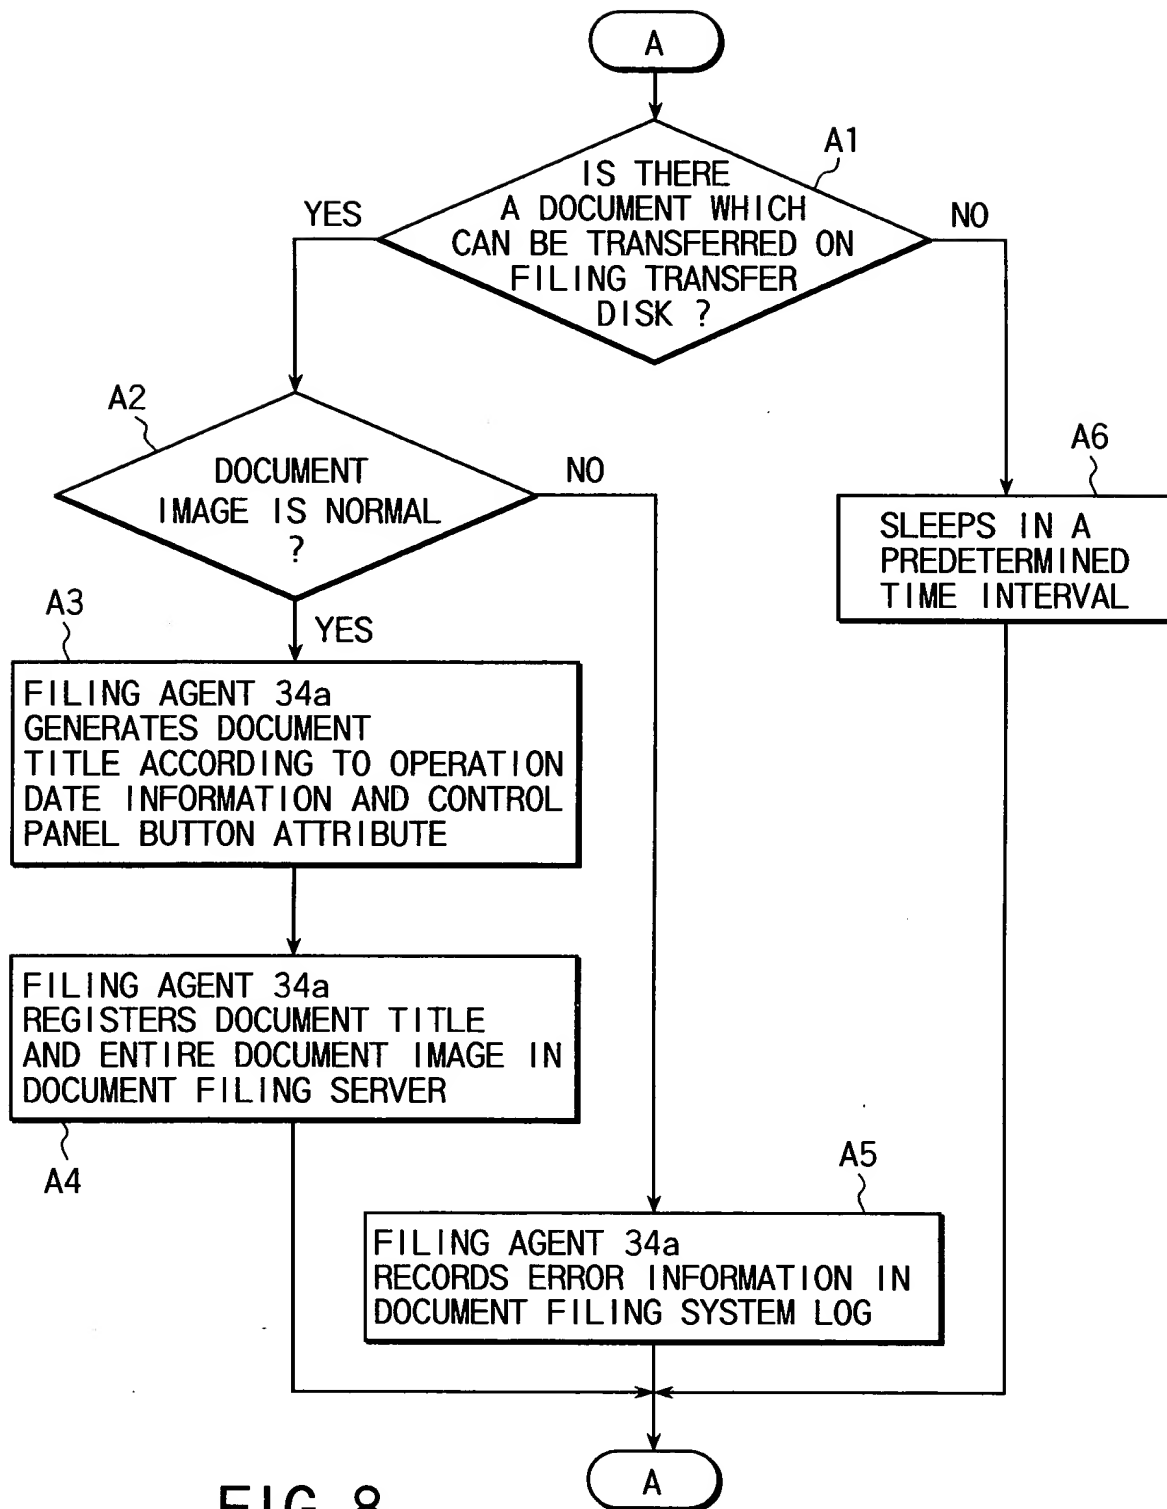 A
A1
IS THERE
A DOCUMENT WHICH
CAN BE TRANSFERRED ON
FILING TRANSFER
DISK ?
YES
NO
A2
DOCUMENT
IMAGE IS NORMAL
?
NO
A6
SLEEPS IN A
PREDETERMINED
TIME INTERVAL
A3
YES
FILING AGENT 34a
GENERATES DOCUMENT
TITLE ACCORDING TO OPERATION
DATE INFORMATION AND CONTROL
PANEL BUTTON ATTRIBUTE
FILING AGENT 34a
REGISTERS DOCUMENT TITLE
AND ENTIRE DOCUMENT IMAGE IN
DOCUMENT FILING SERVER
A4
A5
FILING AGENT 34a
RECORDS ERROR INFORMATION IN
DOCUMENT FILING SYSTEM LOG
A
FIG. 8